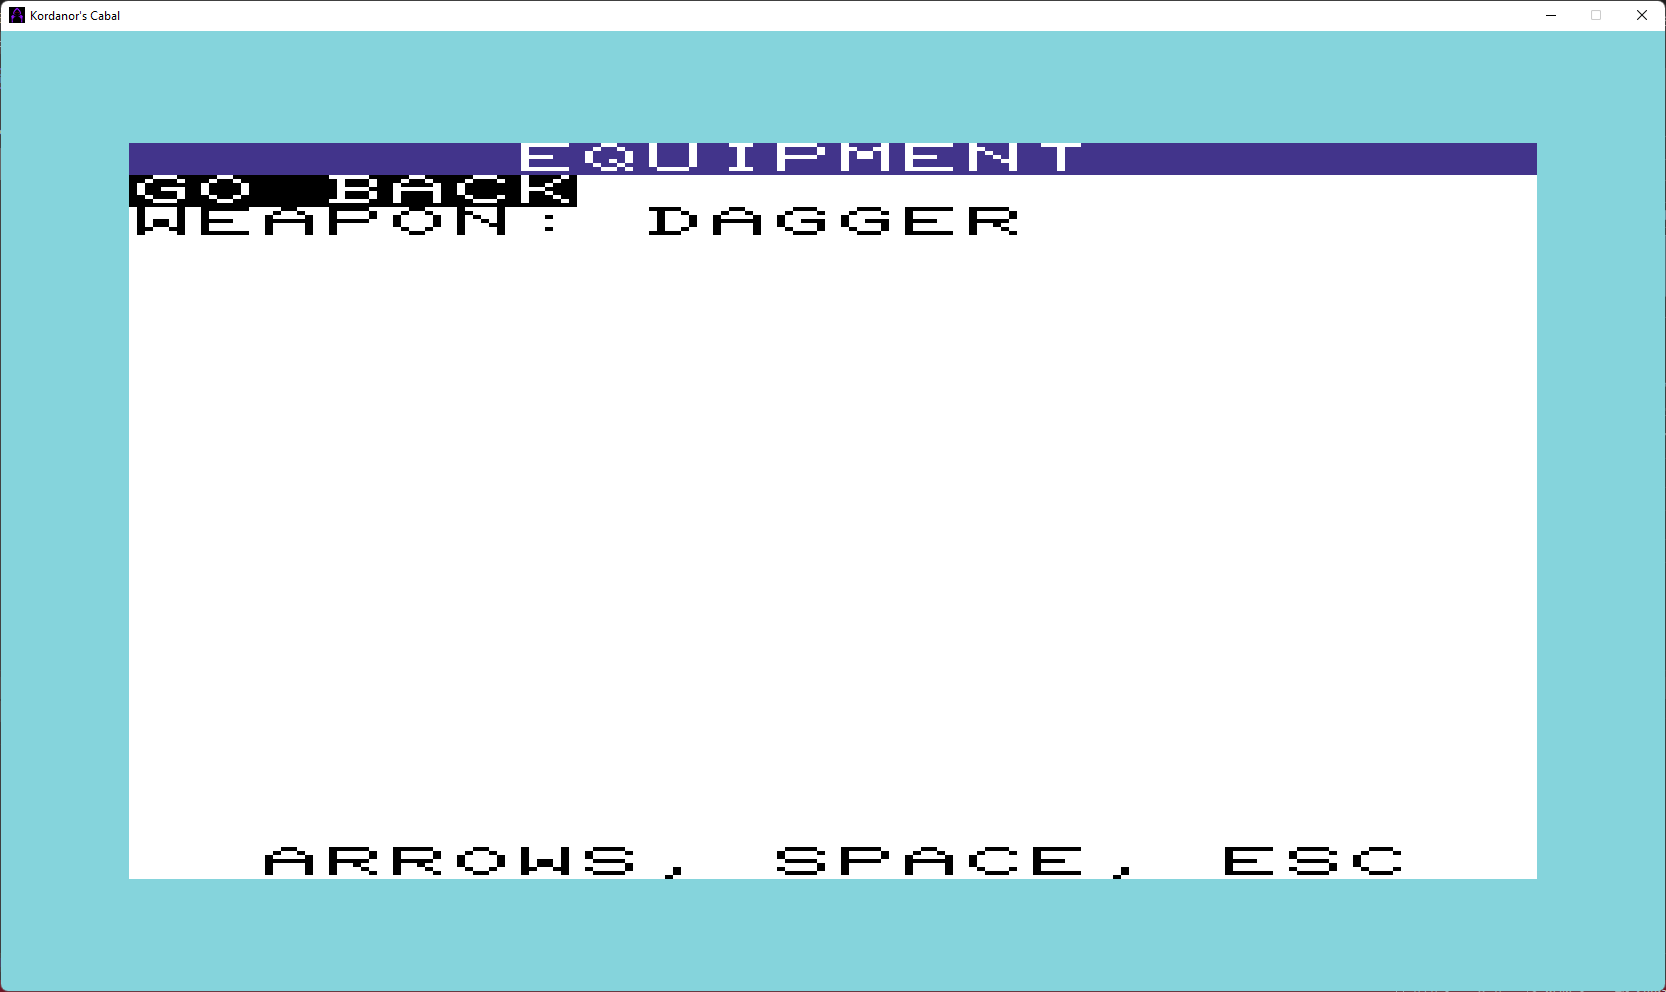 Kordanor's Cabal
EQUIPMENT
GO BACK
WEAPON: DAGGER
ARROWS, SPACE, ESC